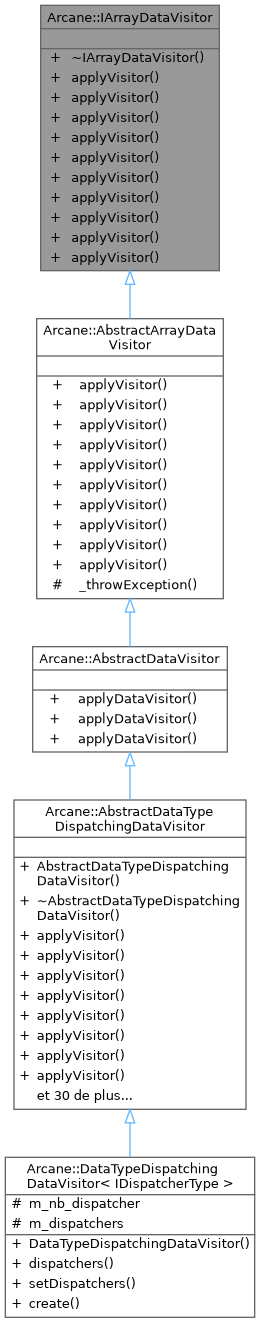 Arcane::IArrayDataVisitor
+ ~IArrayDataVisitor()
+ applyVisitor()
+ applyVisitor()
+ applyVisitor()
+ applyVisitor()
+ applyVisitor()
+ applyVisitor()
+ applyVisitor()
+ applyVisitor()
+ applyVisitor()
+ applyVisitor()
Arcane::AbstractArrayData
Visitor
+ applyVisitor()
+ applyVisitor()
+ applyVisitor()
+ applyVisitor()
+ applyVisitor()
+ applyVisitor()
+ applyVisitor()
+ applyVisitor()
+ applyVisitor()
+ applyVisitor()
# _throwException()
Arcane::AbstractDataVisitor
+ applyDataVisitor()
+ applyDataVisitor()
+ applyDataVisitor()
Arcane::AbstractDataType
DispatchingDataVisitor
+ AbstractDataTypeDispatching
DataVisitor()
+ ~AbstractDataTypeDispatching
DataVisitor()
+ applyVisitor()
+ applyVisitor()
+ applyVisitor()
+ applyVisitor()
+ applyVisitor()
+ applyVisitor()
+ applyVisitor()
+ applyVisitor()
et 30 de plus...
Arcane::DataTypeDispatching
DataVisitor< IDispatcherType >
# m_nb_dispatcher
# m_dispatchers
+ DataTypeDispatchingDataVisitor()
+ dispatchers()
+ setDispatchers()
+ create()